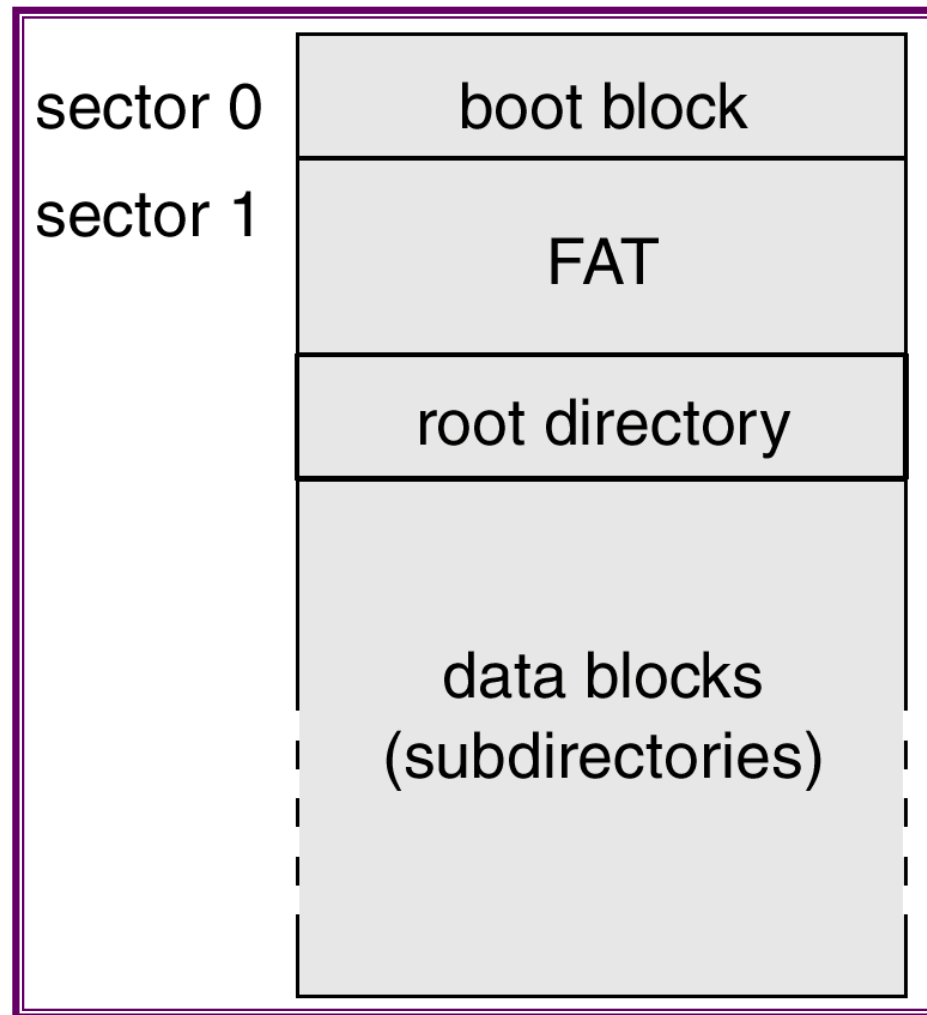 sector 0
boot block
sector 1
FAT
root directory
data blocks
(subdirectories)